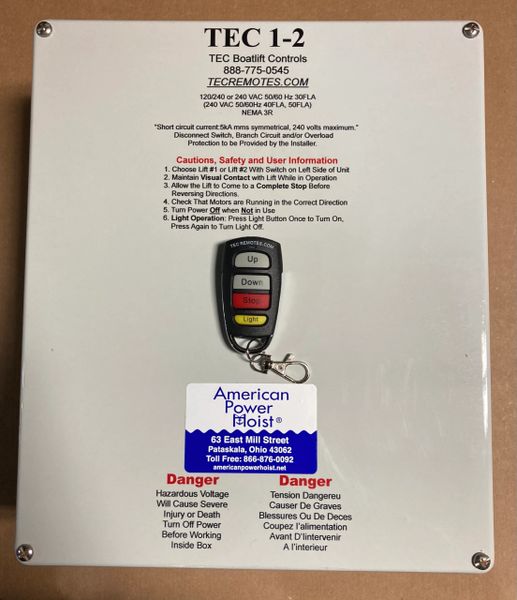 TEC 1-2
TEC Boatlift Controls
888-775-0545
TECREMOTES.COM
120/240 or 240 VAC 50/60 Hz 30FLA
(240 VAC 50/60Hz 40FLA, 50FLA)
NEMA 3R
"Short circuit current:5kA mms symmetrical, 240 volts maximum."
Disconnect Switch, Branch Circuit and/or Overload
Protection to be Provided by the Installer.
Cautions, Safety and User Information
1. Choose Lift #1 or Lift #2 With Switch on Left Side of Unit
2. Maintain Visual Contact with Lift While in Operation
3. Allow the Lift to Come to a Complete Stop Before
Reversing Directions.
4. Check That Motors are Running in the Correct Direction
5. Turn Power Off when Not in Use
6. Light Operation: Press Light Button Once to Turn On,
Press Again to Turn Light Off.
TEC REMOTES.COM
Up
Down
Stop
Light
American
Power
Hoist®
63 East Mill Street
Pataskala, Ohio 43062
Toll Free: 866-876-0092
americanpowerhoist.net
Danger
Hazardous Voltage
Will Cause Severe
Injury or Death
Turn Off Power
Before Working
Inside Box
Danger
Tension Dangereu
Causer De Graves
Blessures Ou De Deces
Coupez l'alimentation
Avant D'intervenir
A l'interieur